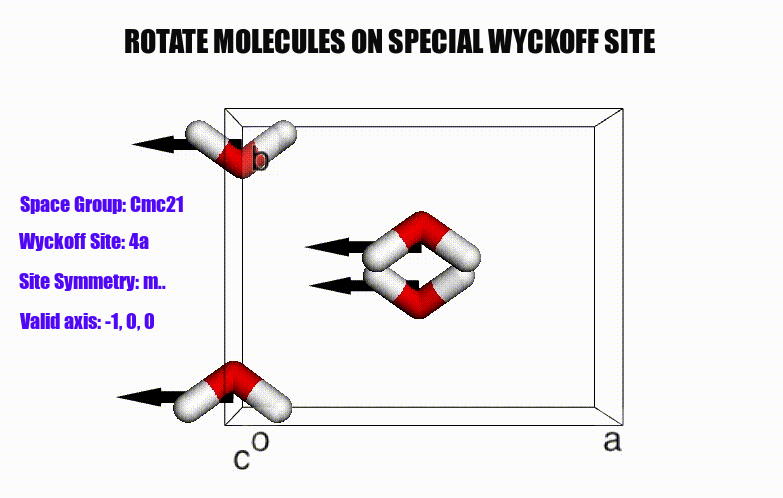 ROTATE MOLECULES ON SPECIAL WYCKOFF SITE
b
Space Group: Cmc21
Wyckoff Site: 4a
Site Symmetry: m..
Valid axis: -1, 0, 0
c o a